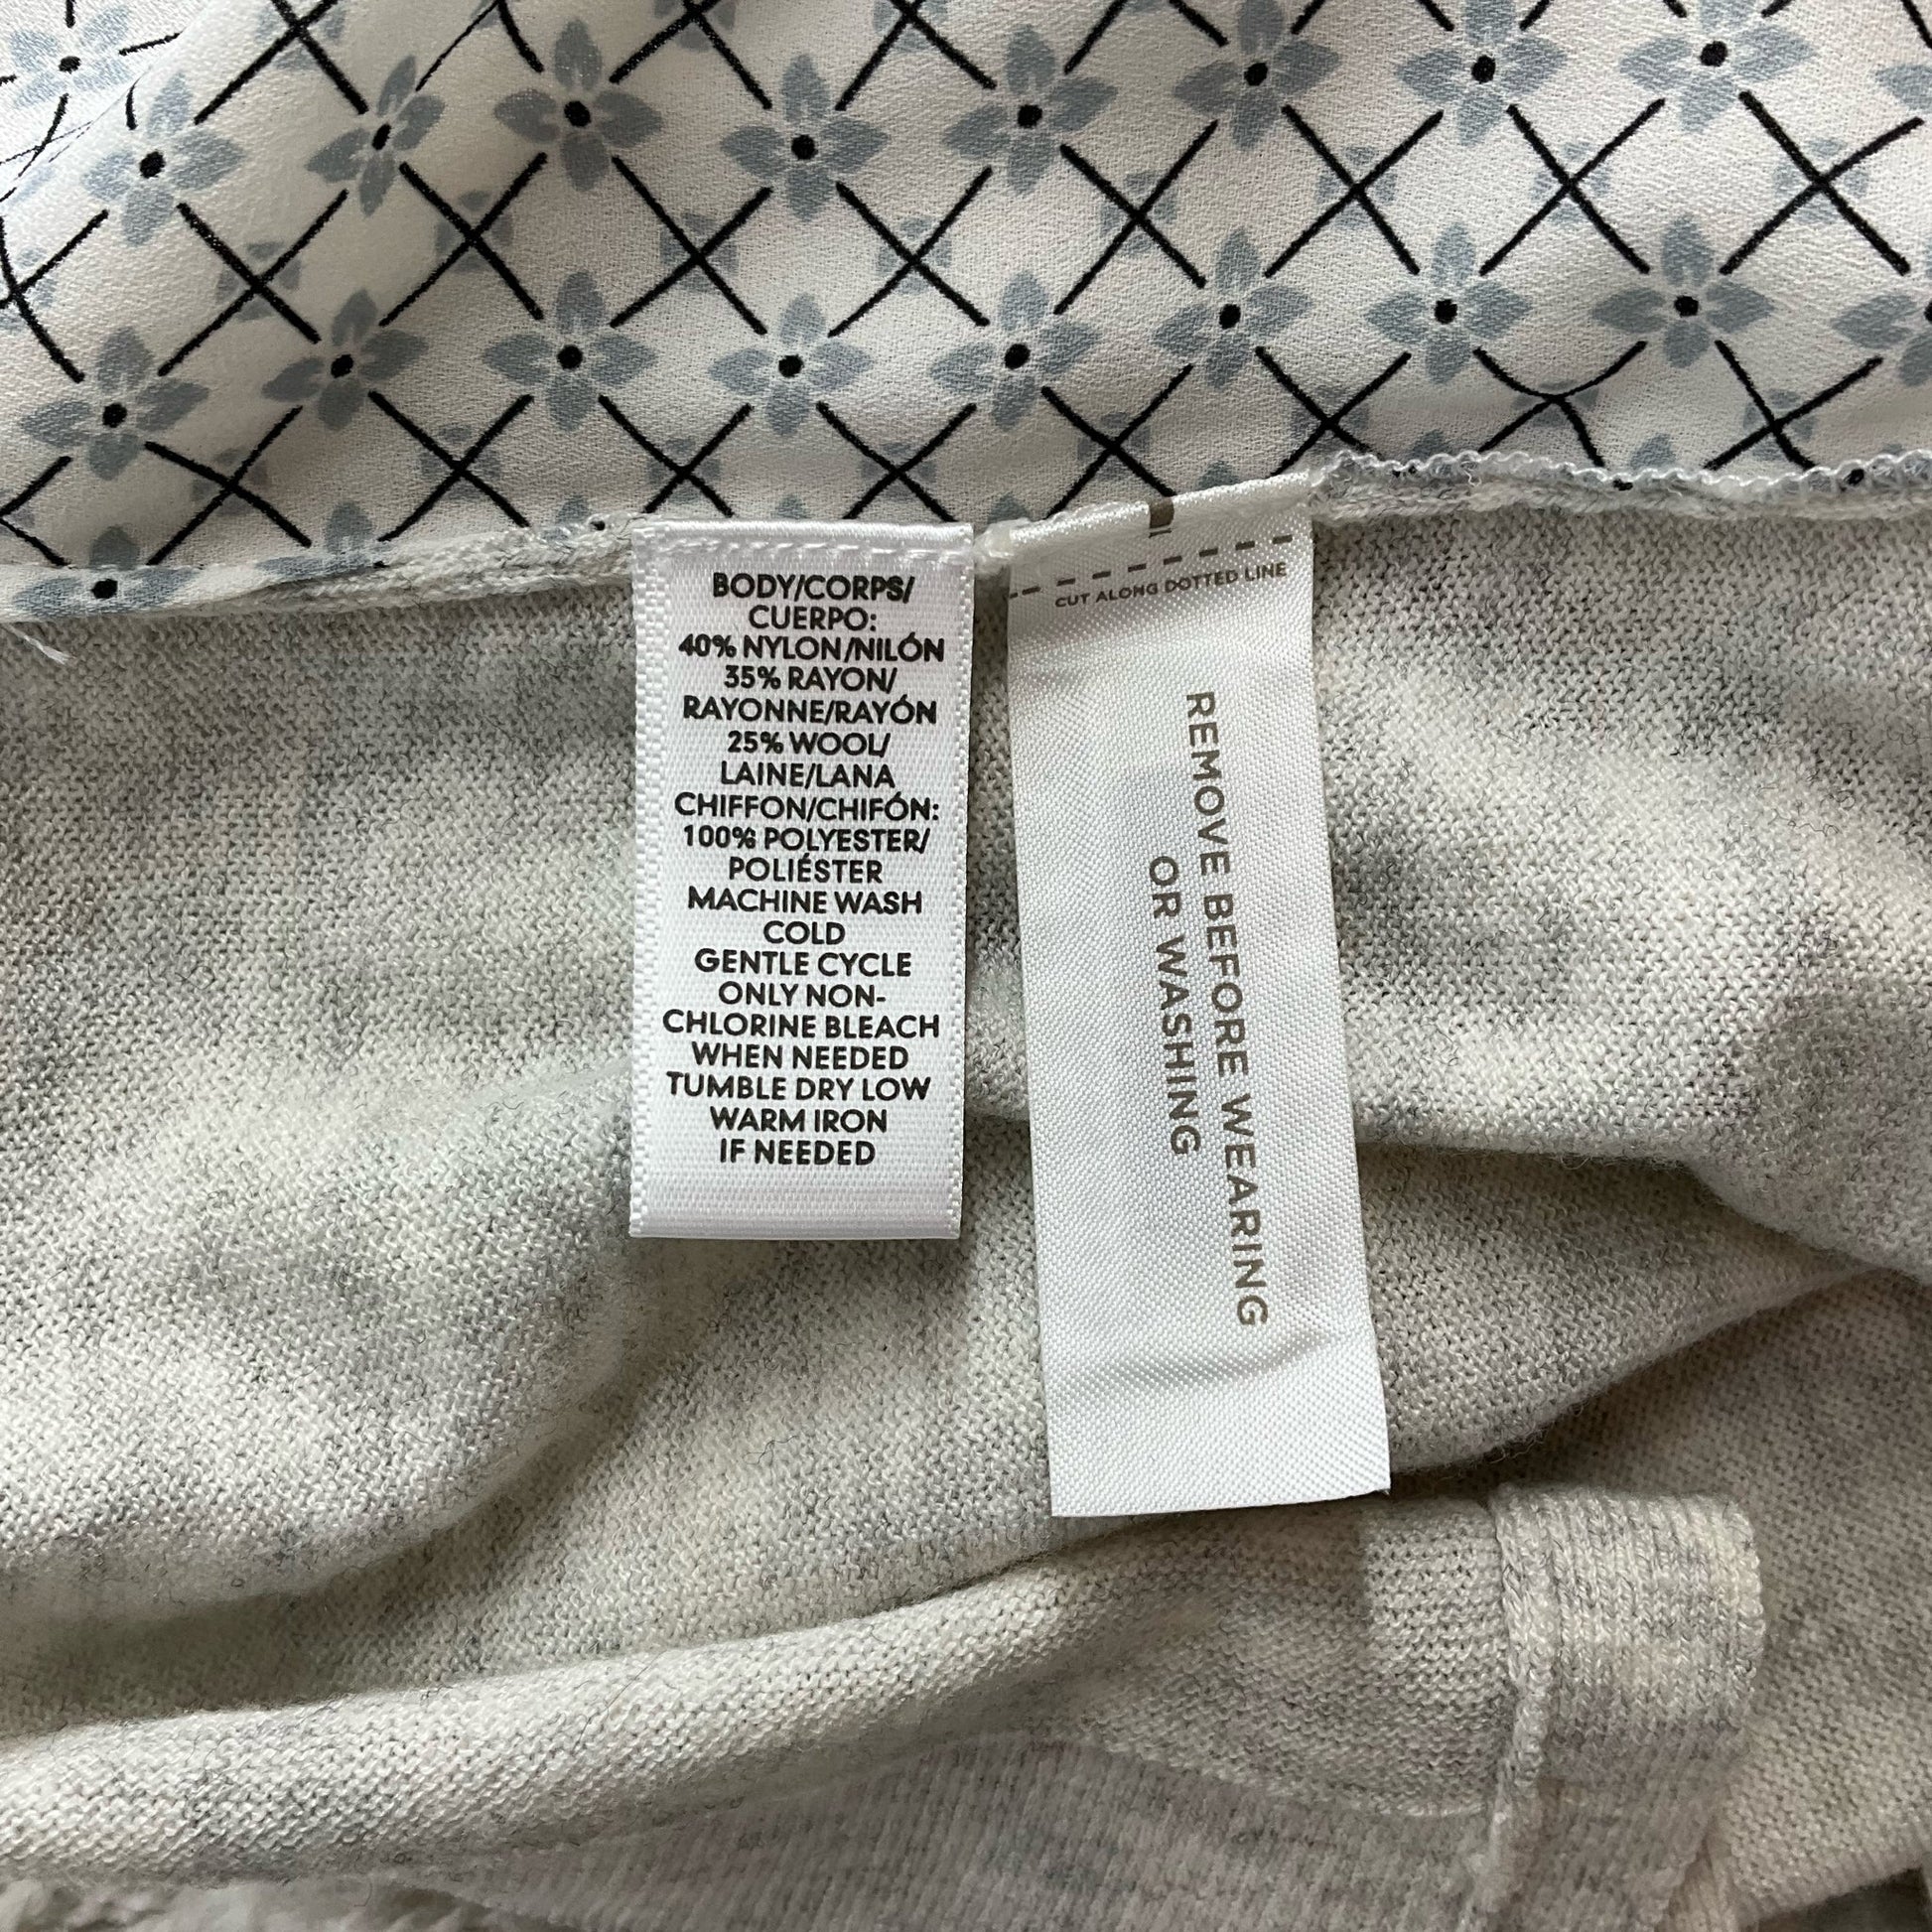 BODY/CORPS/
CUERPO:
40% NYLON/NILÓN
35% RAYON/
RAYONNE/RAYÓN
25% WOOL/
LAINE/LANA
CHIFFON/CHIFÓN:
100% POLYESTER/
POLIÉSTER
MACHINE WASH
COLD
GENTLE CYCLE
ONLY NON-
CHLORINE BLEACH
WHEN NEEDED
TUMBLE DRY LOW
WARM IRON
IF NEEDED
CUT ALONG DOTTED LINE
REMOVE BEFORE WEARING
OR WASHING